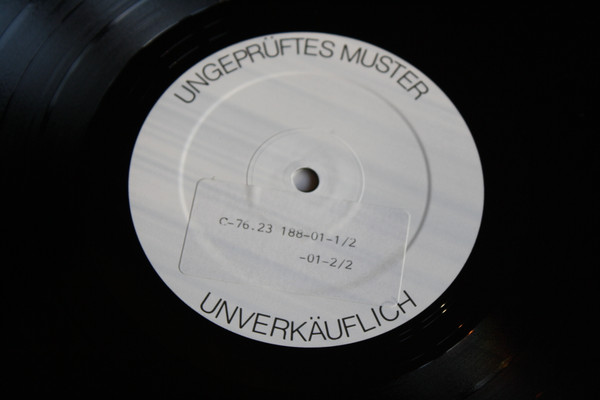 UNGEPRÜFTES MUSTER
C-76.23 188-01-1/2
-01-2/2
UNVERKÄUFLICH